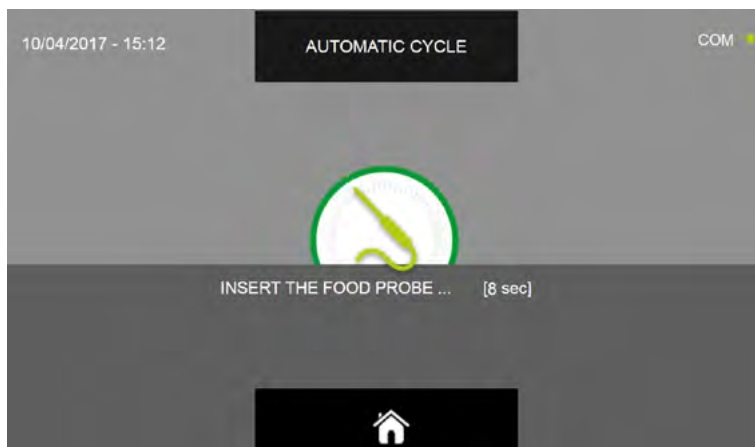 10/04/2017 - 15:12
AUTOMATIC CYCLE
COM
INSERT THE FOOD PROBE ... [8 sec]